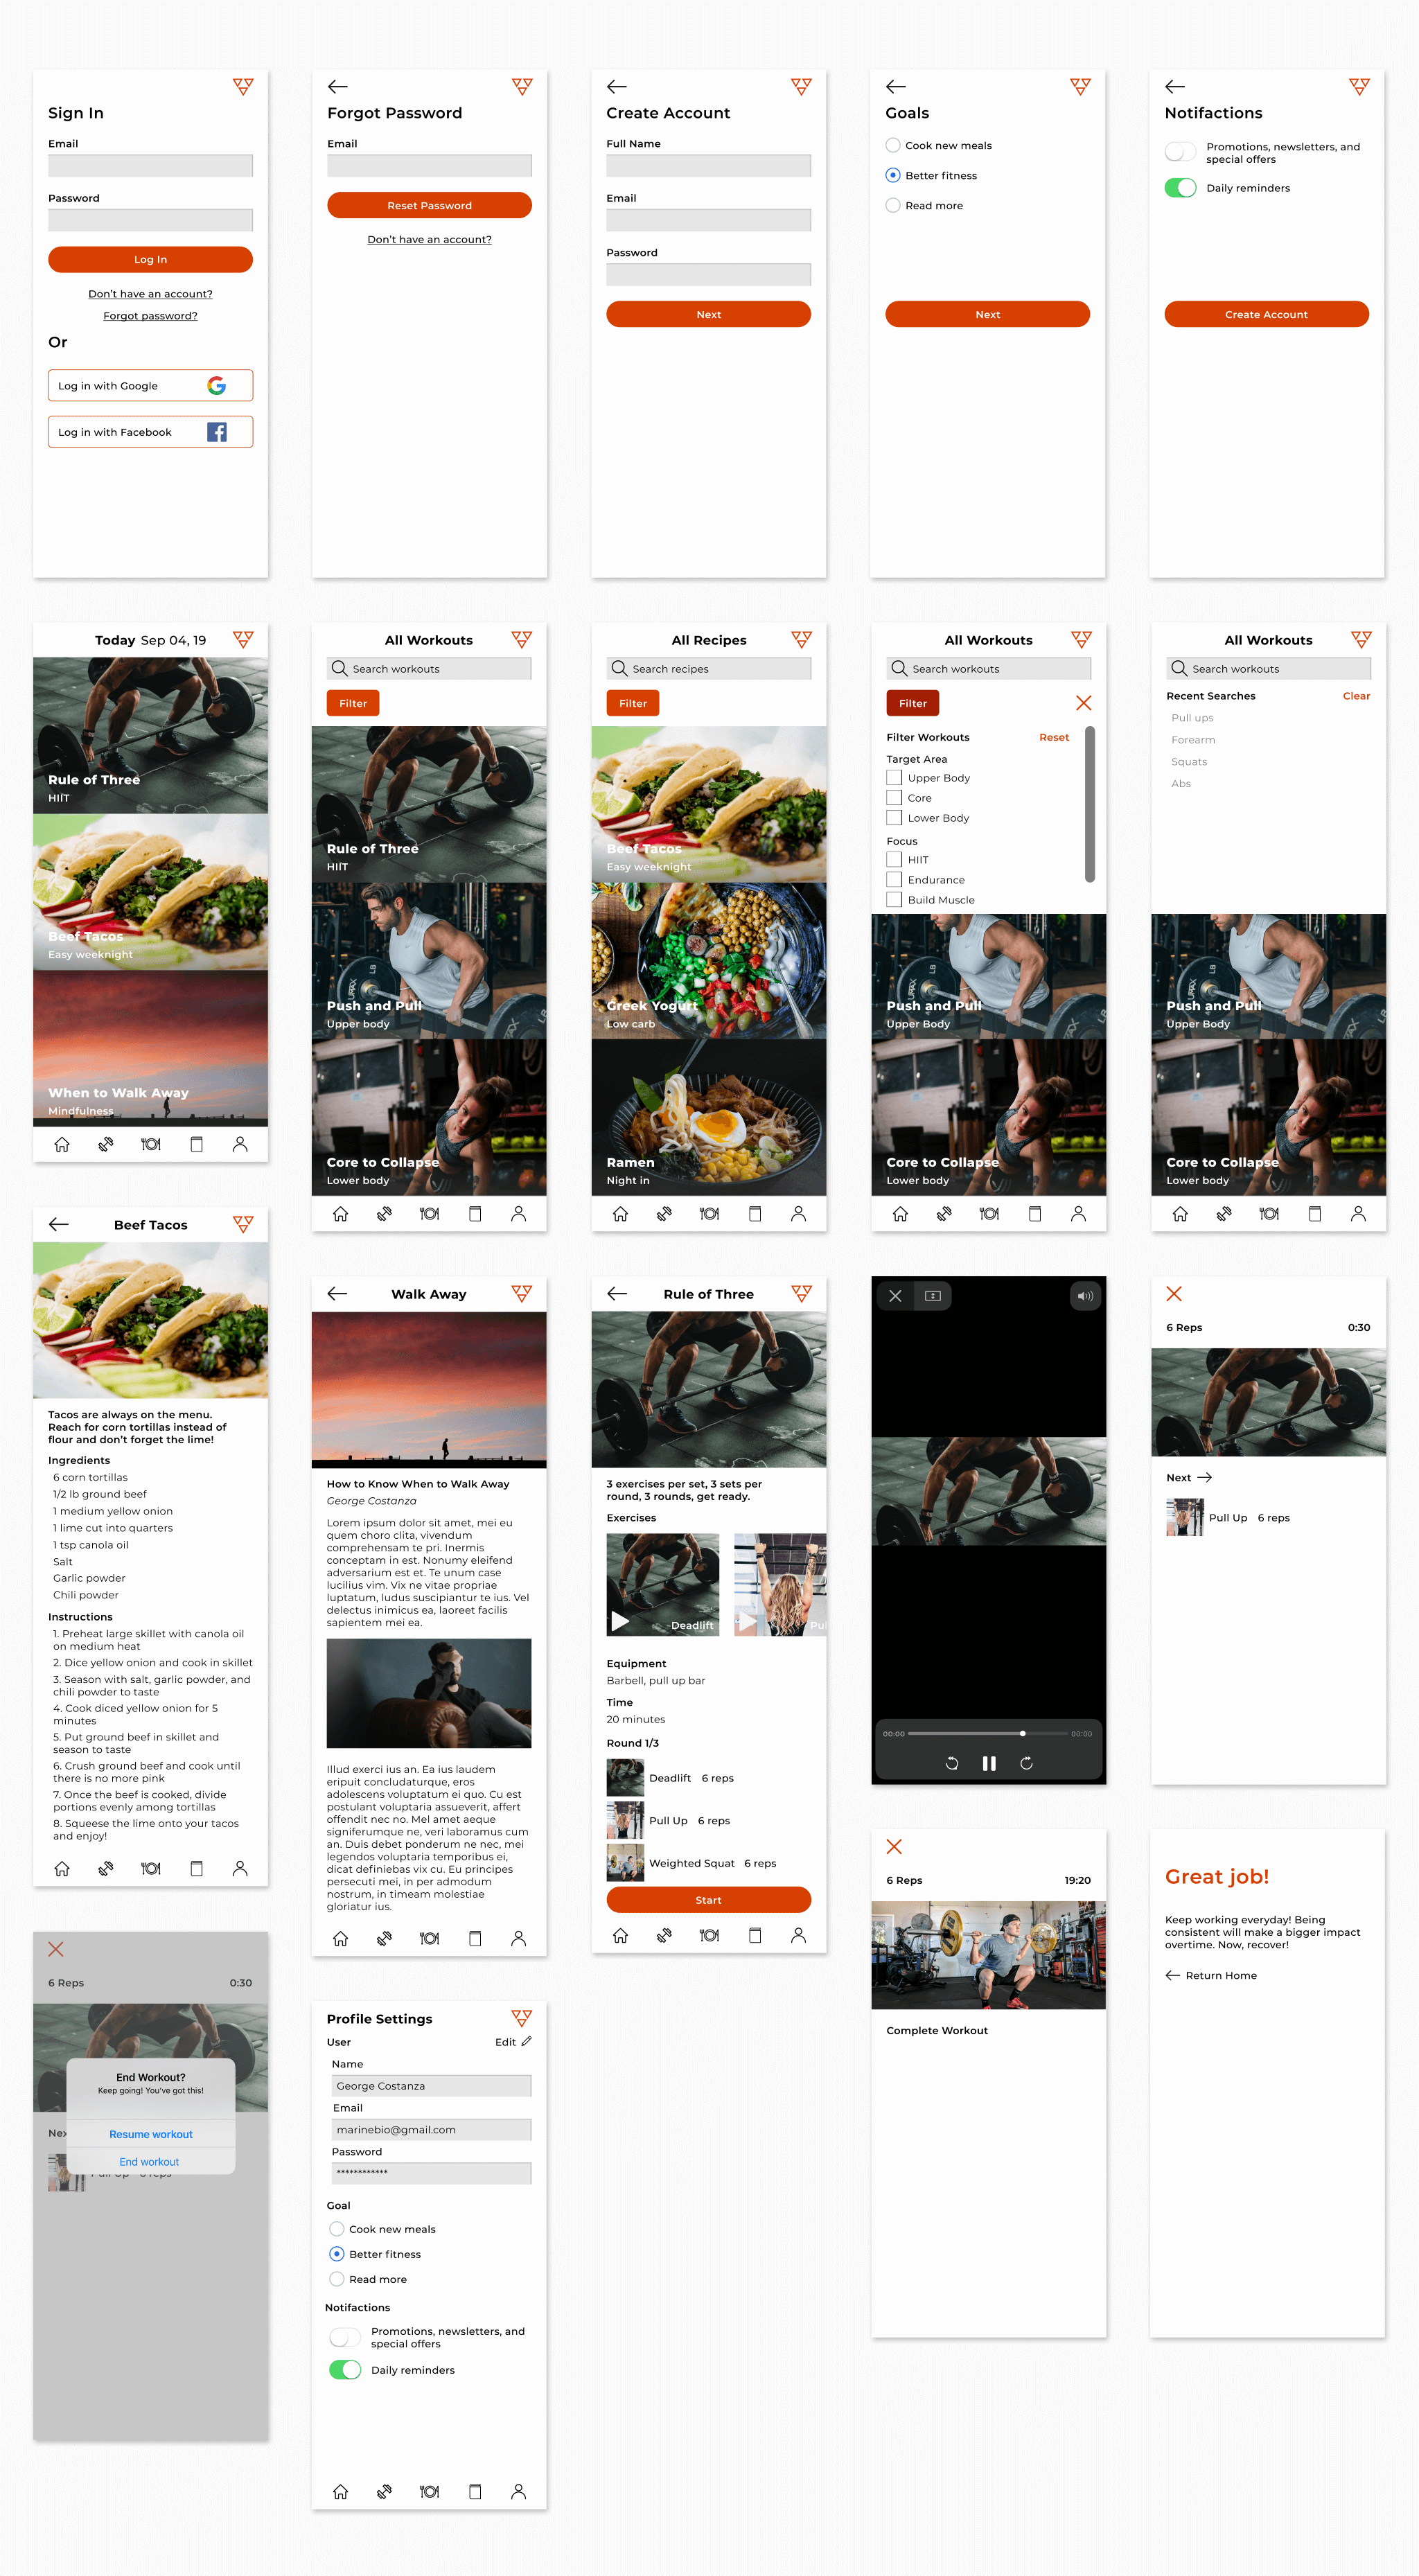 Sign In
Email
Password
Log In
Don't have an account?
Forgot password?
Or
Log in with Google
Log in with Facebook
Forgot Password
Email
Reset Password
Don't have an account?
Create Account
Full Name
Email
Password
Next
Goals
Cook new meals
Better fitness
Read more
Next
Notifactions
Promotions, newsletters, and
special offers
Daily reminders
Create Account
Today Sep 04, 19
Rule of Three
HIIT
Beef Tacos
Easy weeknight
When to Walk Away
Mindfulness
All Workouts
Search workouts
Filter
Rule of Three
HIIT
Push and Pull
Upper body
Core to Collapse
Lower body
All Recipes
Search recipes
Filter
Beef Tacos
Easy weeknight
Greek Yogurt
Low carb
Ramen
Night in
All Workouts
Search workouts
Filter
Filter Workouts Reset
Target Area
Upper Body
Core
Lower Body
Focus
HIIT
Endurance
Build Muscle
Push and Pull
Upper Body
Core to Collapse
Lower body
All Workouts
Search workouts
Recent Searches Clear
Pull ups
Forearm
Squats
Abs
Push and Pull
Upper Body
Core to Collapse
Lower body
Beef Tacos
Tacos are always on the menu.
Reach for corn tortillas instead of
flour and don't forget the lime!
Ingredients
6 corn tortillas
1/2 lb ground beef
1 medium yellow onion
1 lime cut into quarters
1 tsp canola oil
Salt
Garlic powder
Chili powder
Instructions
1. Preheat large skillet with canola oil
on medium heat
2. Dice yellow onion and cook in skillet
3. Season with salt, garlic powder, and
chili powder to taste
4. Cook diced yellow onion for 5
minutes
5. Put ground beef in skillet and
season to taste
6. Crush ground beef and cook until
there is no more pink
7. Once the beef is cooked, divide
portions evenly among tortillas
8. Squeese the lime onto your tacos
and enjoy!
Walk Away
How to Know When to Walk Away
George Costanza
Lorem ipsum dolor sit amet, mei eu
quem choro clita, vivendum
comprehensam te pri. Inermis
conceptam in est. Nonumy eleifend
adversarium est et. Te unum case
lucilius vim. Vix ne vitae propriae
luptatum, ludus suscipiantur te ius. Vel
delectus inimicus ea, laoreet facilis
sapientem mei ea.
Illud exerci ius an. Ea ius laudem
eripuit concludaturque, eros
adolescens voluptatum ei quo. Cu est
postulant voluptaria assueverit, affert
offendit nec no. Mel amet aeque
signiferumque ne, veri laboramus cum
an. Duis debet ponderum ne nec, mei
legendos voluptaria temporibus ei,
dicat definiebas vix cu. Eu principes
persecuti mei, in per admodum
nostrum, in timeam molestiae
gloriatur ius.
Rule of Three
3 exercises per set, 3 sets per
round, 3 rounds, get ready.
Exercises
Deadlift
Pul
Equipment
Barbell, pull up bar
Time
20 minutes
Round 1/3
Deadlift 6 reps
Pull Up 6 reps
Weighted Squat 6 reps
Start
00:00 00:00
6 Reps 0:30
Next
Pull Up 6 reps
6 Reps 19:20
Complete Workout
Great job!
Keep working everyday! Being
consistent will make a bigger impact
overtime. Now, recover!
Return Home
6 Reps 0:30
End Workout?
Keep going! You've got this!
Resume workout
End workout
Nex
Pull Up 6 reps
Profile Settings
User Edit
Name
George Costanza
Email
marinebio@gmail.com
Password
************
Goal
Cook new meals
Better fitness
Read more
Notifactions
Promotions, newsletters, and
special offers
Daily reminders